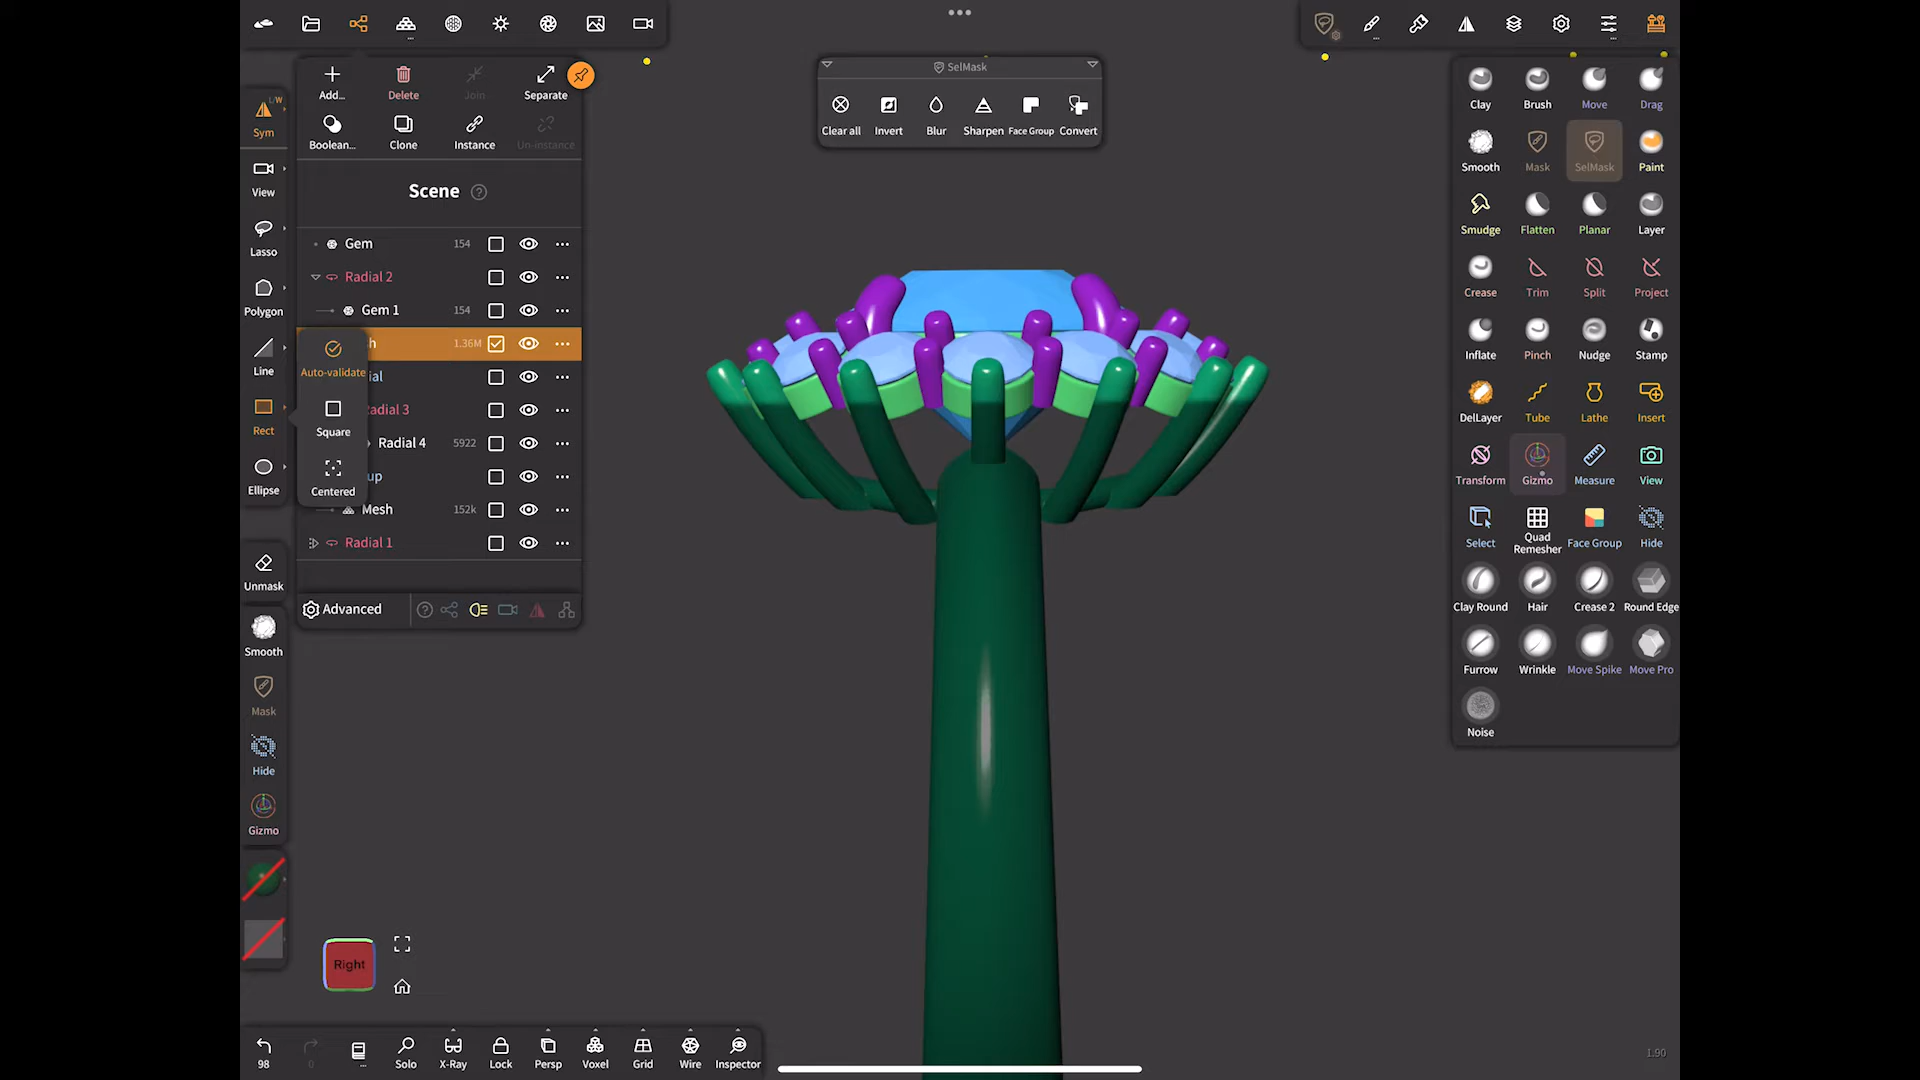 Add...
Delete
Join
Separate
Boolean...
Clone
Instance
Un-instance
Scene ?
Gem 154
Radial 2
Gem 1 154
h 1.36M
ial
adial 3
Radial 4 5922
up
Mesh 152k
Radial 1
Advanced
L/W
Sym
View
Lasso
Polygon
Line
Rect
Ellipse
Auto-validate
Square
Centered
Unmask
Smooth
Mask
Hide
Gizmo
SelMask
Clear all
Invert
Blur
Sharpen
Face Group
Convert
Clay Brush Move Drag
Smooth Mask SelMask Paint
Smudge Flatten Planar Layer
Crease Trim Split Project
Inflate Pinch Nudge Stamp
DelLayer Tube Lathe Insert
Transform Gizmo Measure View
Select Quad Remesher Face Group Hide
Clay Round Hair Crease 2 Round Edge
Furrow Wrinkle Move Spike Move Pro
Noise
Right
98 0 ... Solo X-Ray Lock Persp Voxel Grid Wire Inspector
1.90